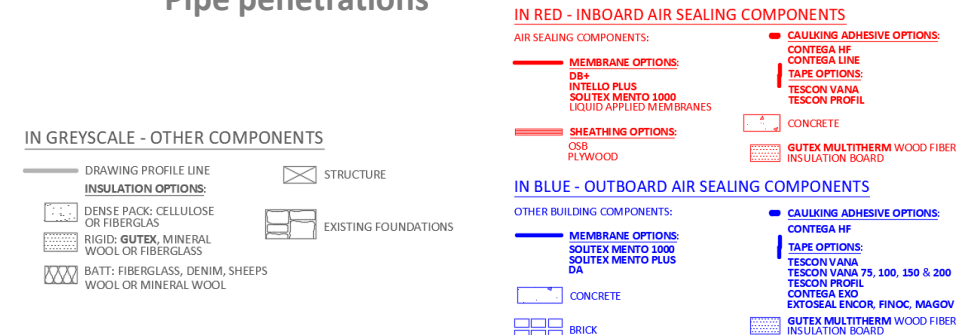 Pipe penetrations
IN GREYSCALE - OTHER COMPONENTS
DRAWING PROFILE LINE
INSULATION OPTIONS:
DENSE PACK: CELLULOSE
OR FIBERGLAS
RIGID: GUTEX, MINERAL
WOOL OR FIBERGLASS
BATT: FIBERGLASS, DENIM, SHEEPS
WOOL OR MINERAL WOOL
STRUCTURE
EXISTING FOUNDATIONS
IN RED - INBOARD AIR SEALING COMPONENTS
AIR SEALING COMPONENTS:
MEMBRANE OPTIONS:
DB+
INTELLO PLUS
SOLITEX MENTO 1000
LIQUID APPLIED MEMBRANES
SHEATHING OPTIONS:
OSB
PLYWOOD
CAULKING ADHESIVE OPTIONS:
CONTEGA HF
CONTEGA LINE
TAPE OPTIONS:
TESCON VANA
TESCON PROFIL
CONCRETE
GUTEX MULTITHERM WOOD FIBER
INSULATION BOARD
IN BLUE - OUTBOARD AIR SEALING COMPONENTS
OTHER BUILDING COMPONENTS:
MEMBRANE OPTIONS:
SOLITEX MENTO 1000
SOLITEX MENTO PLUS
DA
CONCRETE
BRICK
CAULKING ADHESIVE OPTIONS:
CONTEGA HF
TAPE OPTIONS:
TESCON VANA
TESCON VANA 75, 100, 150 & 200
TESCON PROFIL
CONTEGA EXO
EXTOSEAL ENCOR, FINOC, MAGOV
GUTEX MULTITHERM WOOD FIBER
INSULATION BOARD